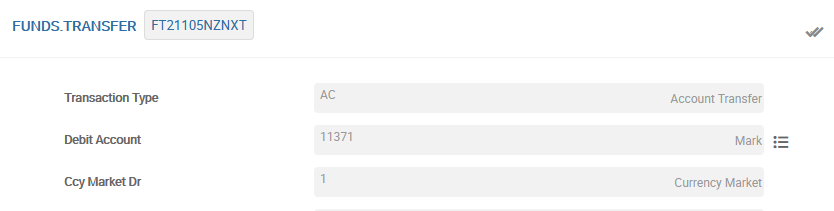 FUNDS.TRANSFER FT21105NZNXT
Transaction Type AC Account Transfer
Debit Account 11371 Mark
Ccy Market Dr 1 Currency Market